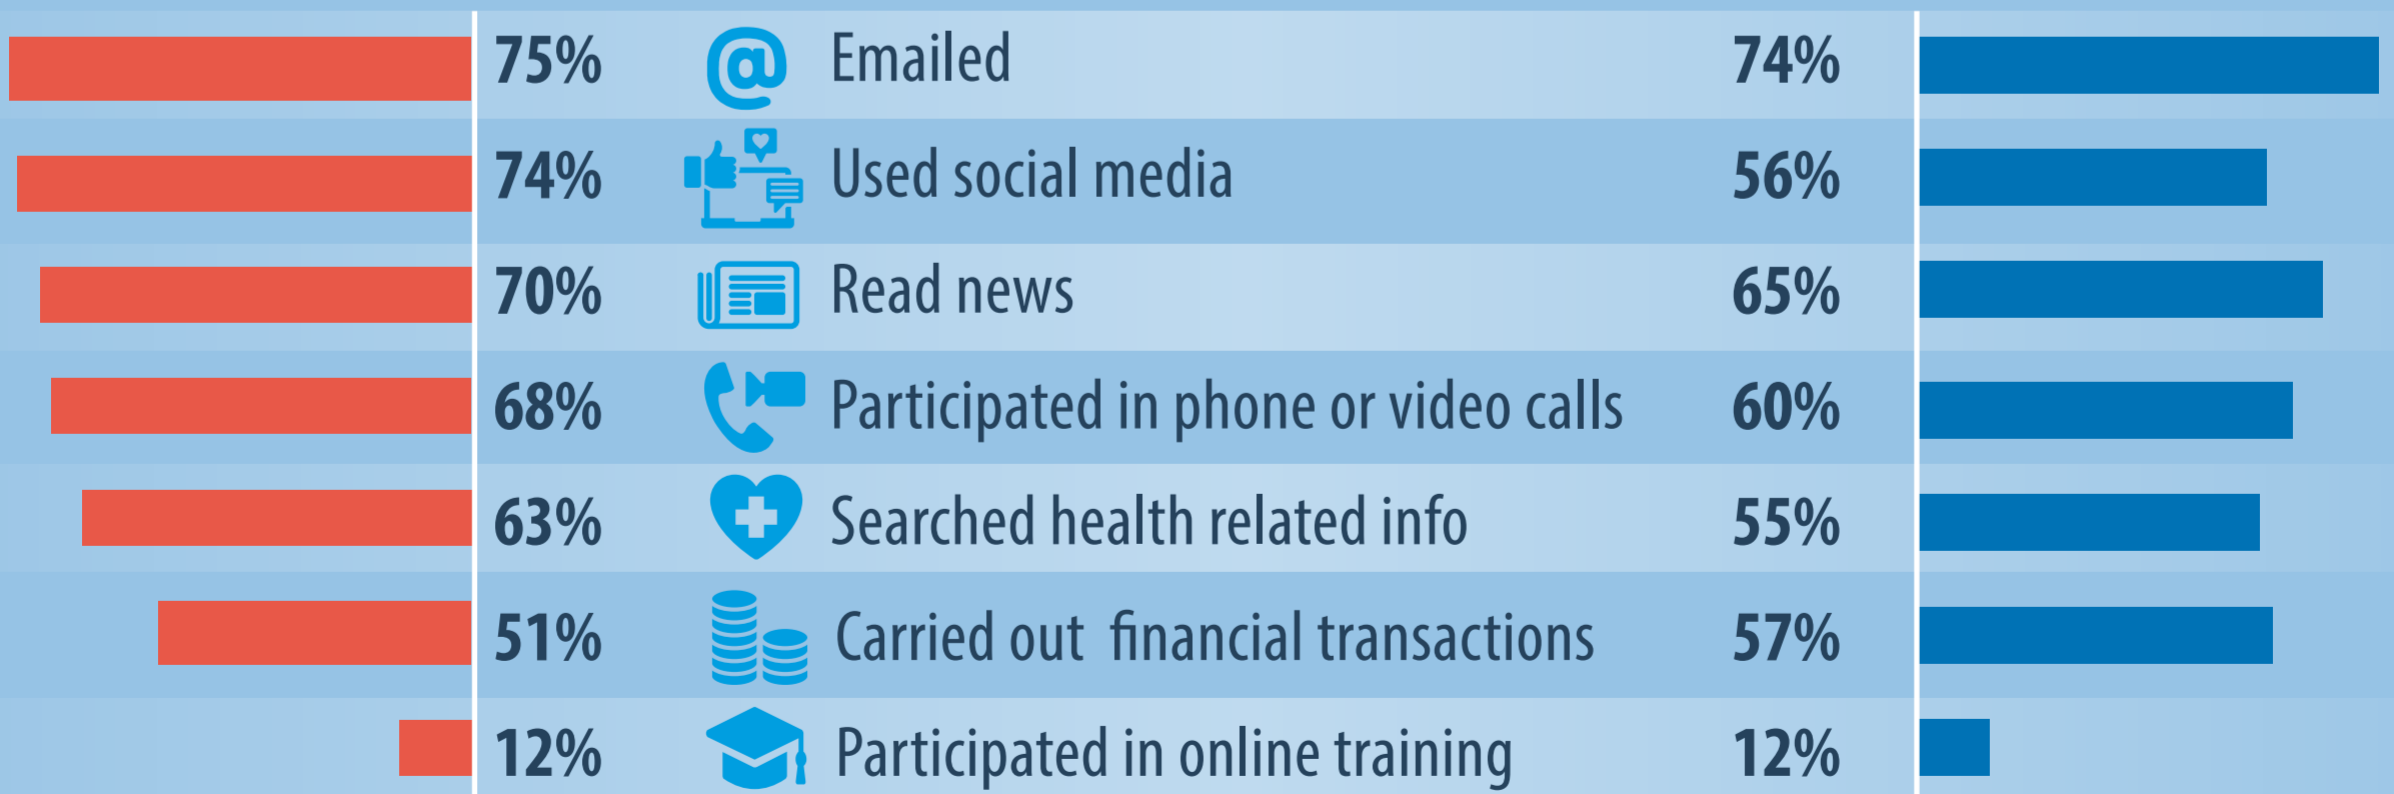 75% @ Emailed 74%
74% Used social media 56%
70% Read news 65%
68% Participated in phone or video calls 60%
63% Searched health related info 55%
51% Carried out financial transactions 57%
12% Participated in online training 12%